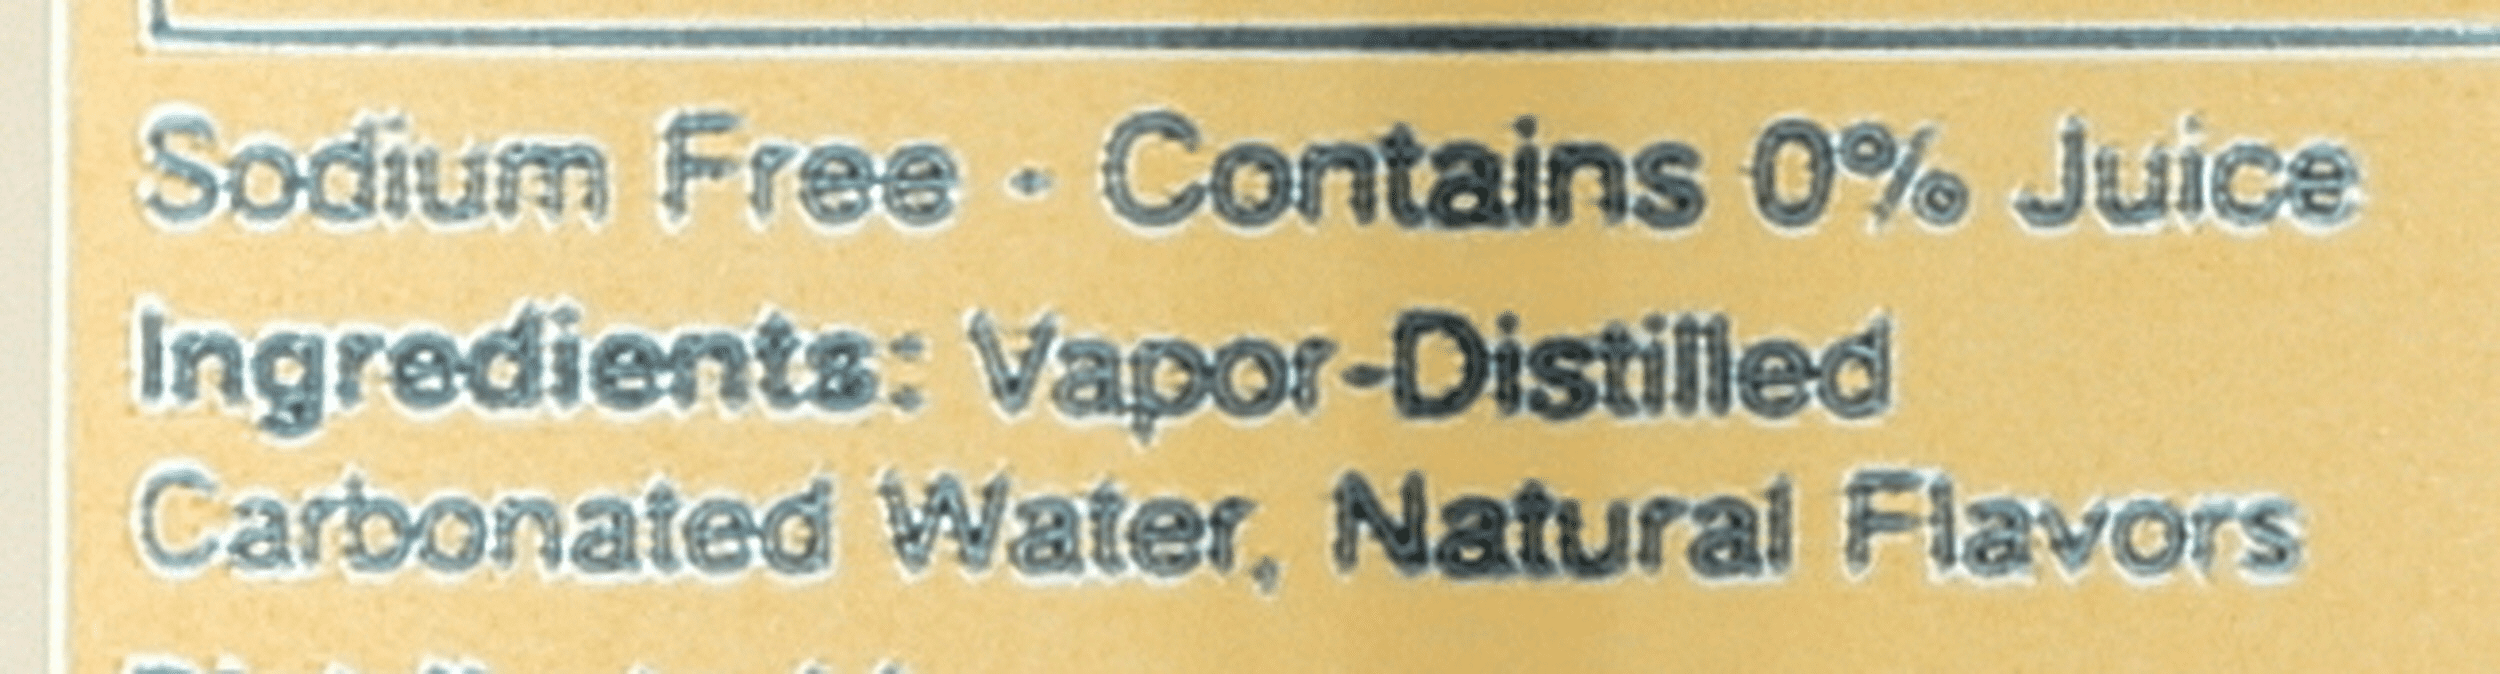 Sodium Free · Contains 0% Juice
Ingredients: Vapor-Distilled
Carbonated Water, Natural Flavors